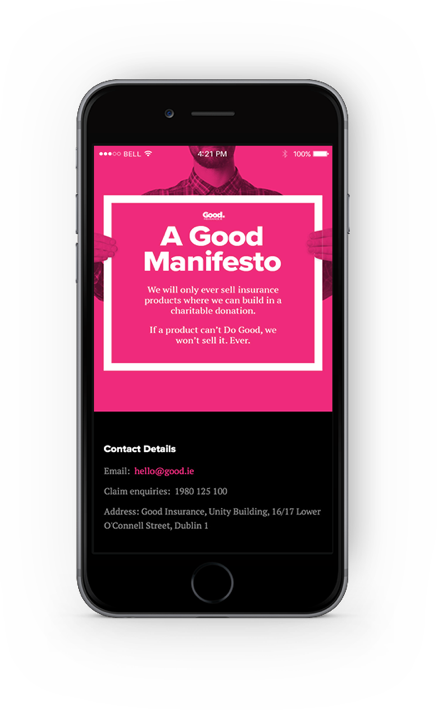 BELL 4:21 PM 100%
Good.
A Good
Manifesto
We will only ever sell insurance
products where we can build in a
charitable donation.
If a product can't Do Good, we
won't sell it. Ever.
Contact Details
Email: hello@good.ie
Claim enquiries: 1980 125 100
Address: Good Insurance, Unity Building, 16/17 Lower
O'Connell Street, Dublin 1